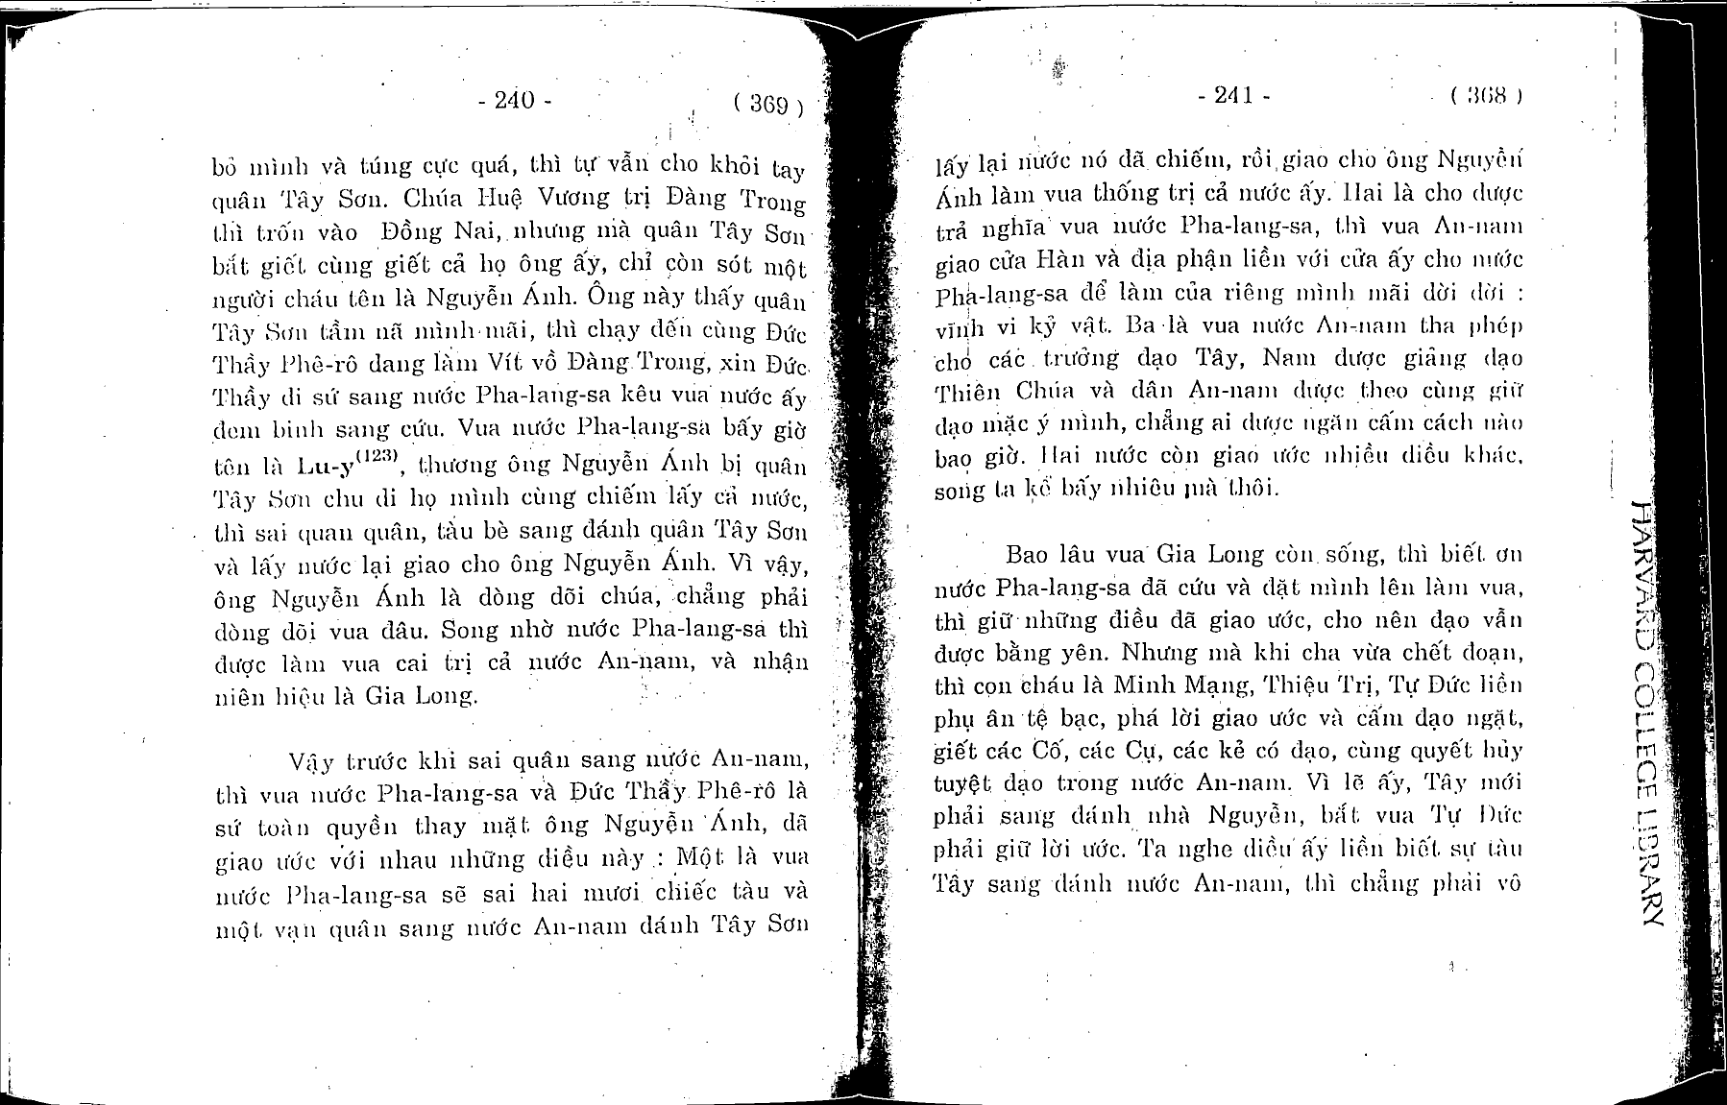 - 240 -
( 369 )
bỏ mình và túng cực quá, thì tự vẫn cho khỏi tay
quân Tây Sơn. Chúa Huệ Vương trị Đàng Trong
thì trốn vào Đồng Nai, nhưng mà quân Tây Sơn
bắt giết cùng giết cả họ ông ấy, chỉ còn sót một
người cháu tên là Nguyễn Ánh. Ông này thấy quân
Tây Sơn tầm nã mình mãi, thì chạy đến cùng Đức
Thầy Phê-rô đang làm Vít vồ Đàng Trong, xin Đức
Thầy đi sứ sang nước Pha-lang-sa kêu vua nước ấy
đem binh sang cứu. Vua nước Pha-lang-sa bấy giờ
tên là Lu-y(123), thương ông Nguyễn Ánh bị quân
Tây Sơn chu di họ mình cùng chiếm lấy cả nước,
thì sai quan quân, tàu bè sang đánh quân Tây Sơn
và lấy nước lại giao cho ông Nguyễn Ánh. Vì vậy,
ông Nguyễn Ánh là dòng dõi chúa, chẳng phải
dòng dõi vua đâu. Song nhờ nước Pha-lang-sa thì
được làm vua cai trị cả nước An-nam, và nhận
niên hiệu là Gia Long.
Vậy trước khi sai quân sang nước An-nam,
thì vua nước Pha-lang-sa và Đức Thầy Phê-rô là
sứ toàn quyền thay mặt ông Nguyễn Ánh, đã
giao ước với nhau những điều này : Một là vua
nước Pha-lang-sa sẽ sai hai mươi chiếc tàu và
một vạn quân sang nước An-nam đánh Tây Sơn
- 241 -
( 368 )
lấy lại nước nó đã chiếm, rồi giao cho ông Nguyễn
Ánh làm vua thống trị cả nước ấy. Hai là cho được
trả nghĩa vua nước Pha-lang-sa, thì vua An-nam
giao cửa Hàn và địa phận liền với cửa ấy cho nước
Pha-lang-sa để làm của riêng mình mãi đời đời :
vĩnh vi kỷ vật. Ba là vua nước An-nam tha phép
cho các trưởng đạo Tây, Nam được giảng đạo
Thiên Chúa và dân An-nam được theo cùng giữ
đạo mặc ý mình, chẳng ai được ngăn cấm cách nào
bao giờ. Hai nước còn giao ước nhiều điều khác,
song ta kể bấy nhiêu mà thôi.
Bao lâu vua Gia Long còn sống, thì biết ơn
nước Pha-lang-sa đã cứu và đặt mình lên làm vua,
thì giữ những điều đã giao ước, cho nên đạo vẫn
được bằng yên. Nhưng mà khi cha vừa chết đoạn,
thì con cháu là Minh Mạng, Thiệu Trị, Tự Đức liền
phụ ân tệ bạc, phá lời giao ước và cấm đạo ngặt,
giết các Cố, các Cụ, các kẻ có đạo, cùng quyết hủy
tuyệt đạo trong nước An-nam. Vì lẽ ấy, Tây mới
phải sang đánh nhà Nguyễn, bắt vua Tự Đức
phải giữ lời ước. Ta nghe điều ấy liền biết sự tàu
Tây sang đánh nước An-nam, thì chẳng phải vô
HARVARD COLLEGE LIBRARY